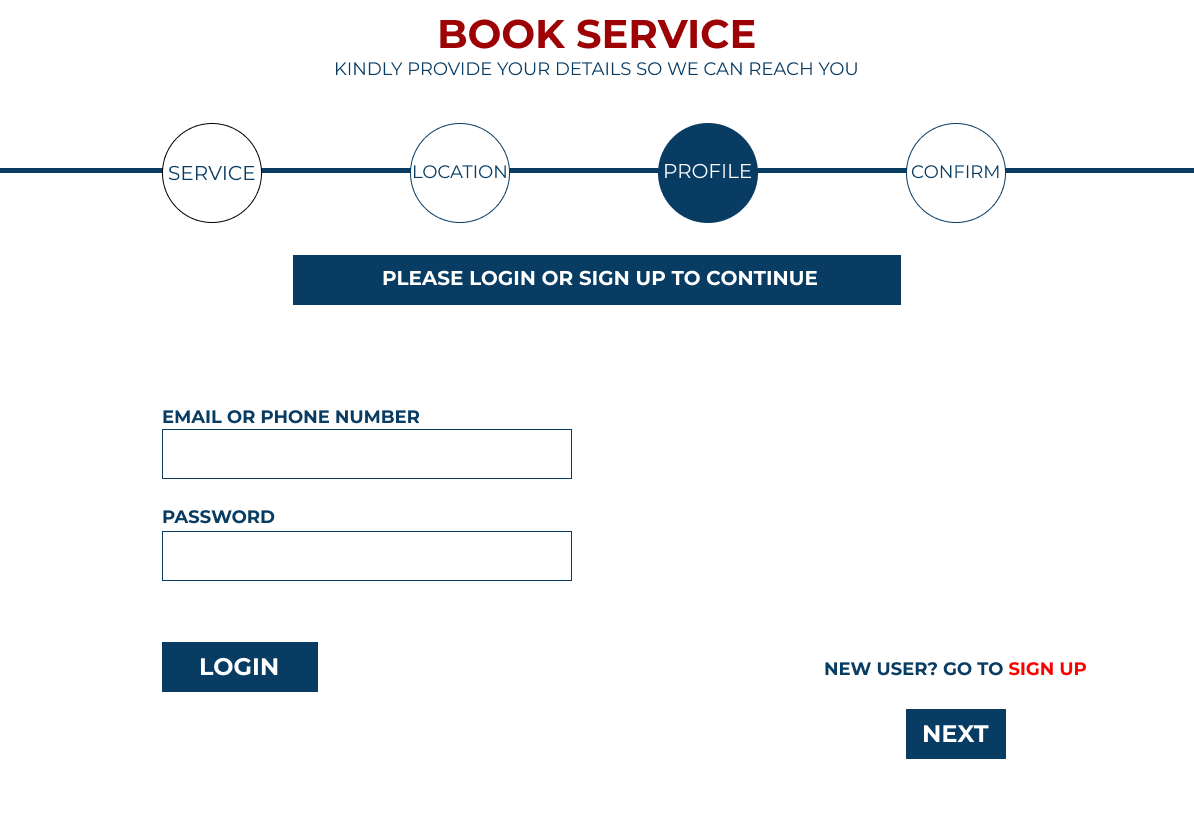 BOOK SERVICE
KINDLY PROVIDE YOUR DETAILS SO WE CAN REACH YOU
SERVICE LOCATION PROFILE CONFIRM
PLEASE LOGIN OR SIGN UP TO CONTINUE
EMAIL OR PHONE NUMBER
PASSWORD
LOGIN
NEW USER? GO TO SIGN UP
NEXT